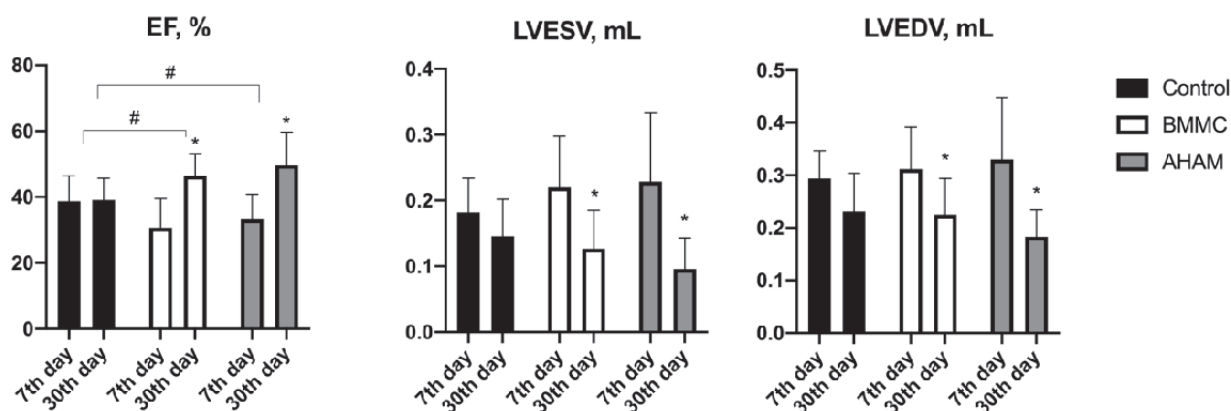 EF, %
80
60
40
20
0
#
#
*
*
7th day
30th day
7th day
30th day
7th day
30th day
LVESV, mL
0.4
0.3
0.2
0.1
0.0
*
*
7th day
30th day
7th day
30th day
7th day
30th day
LVEDV, mL
0.5
0.4
0.3
0.2
0.1
0.0
*
*
7th day
30th day
7th day
30th day
7th day
30th day
Control
BMMC
AHAM